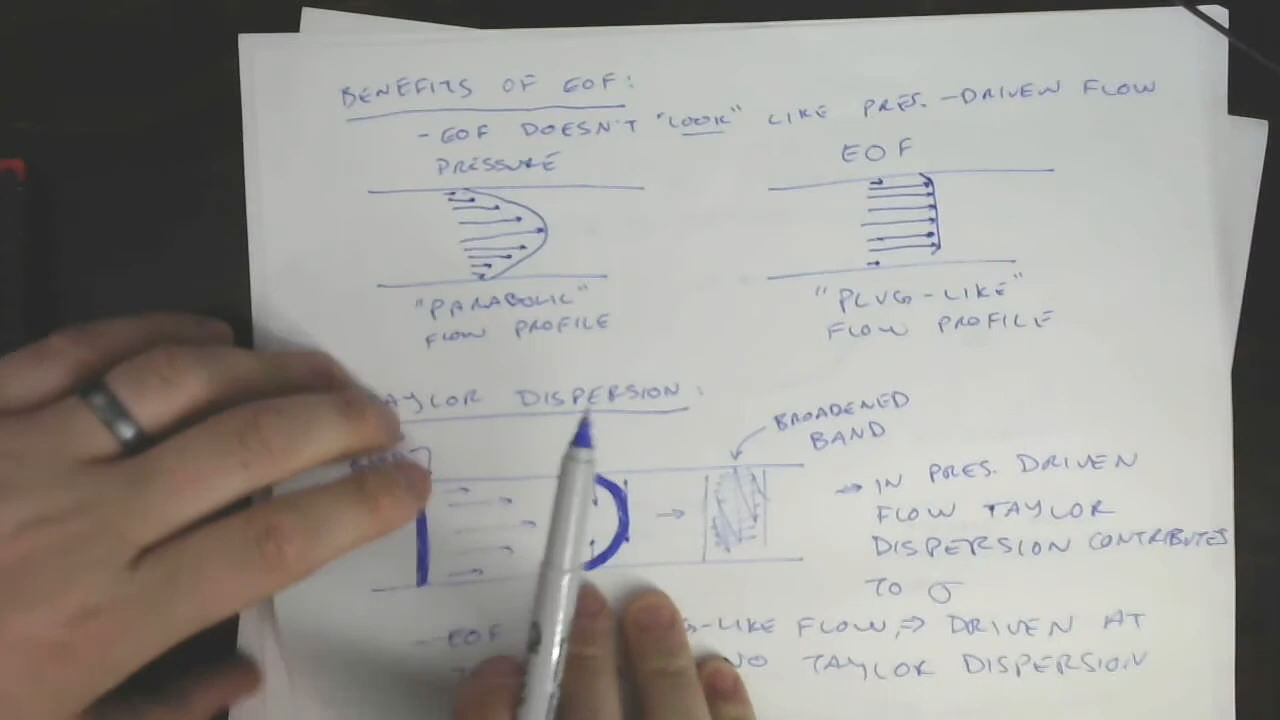 BENEFITS OF EOF:
- EOF DOESN'T "LOOK" LIKE PRES. -DRIVEN FLOW
PRESSURE
EOF
"PARABOLIC"
FLOW PROFILE
"PLUG-LIKE"
FLOW PROFILE
AYLOR DISPERSION:
BROADENED
BAND
→ IN PRES. DRIVEN
FLOW TAYLOR
DISPERSION CONTRIBUTES
TO σ
→
- EOF -LIKE FLOW, ⇒ DRIVEN AT
NO TAYLOR DISPERSION